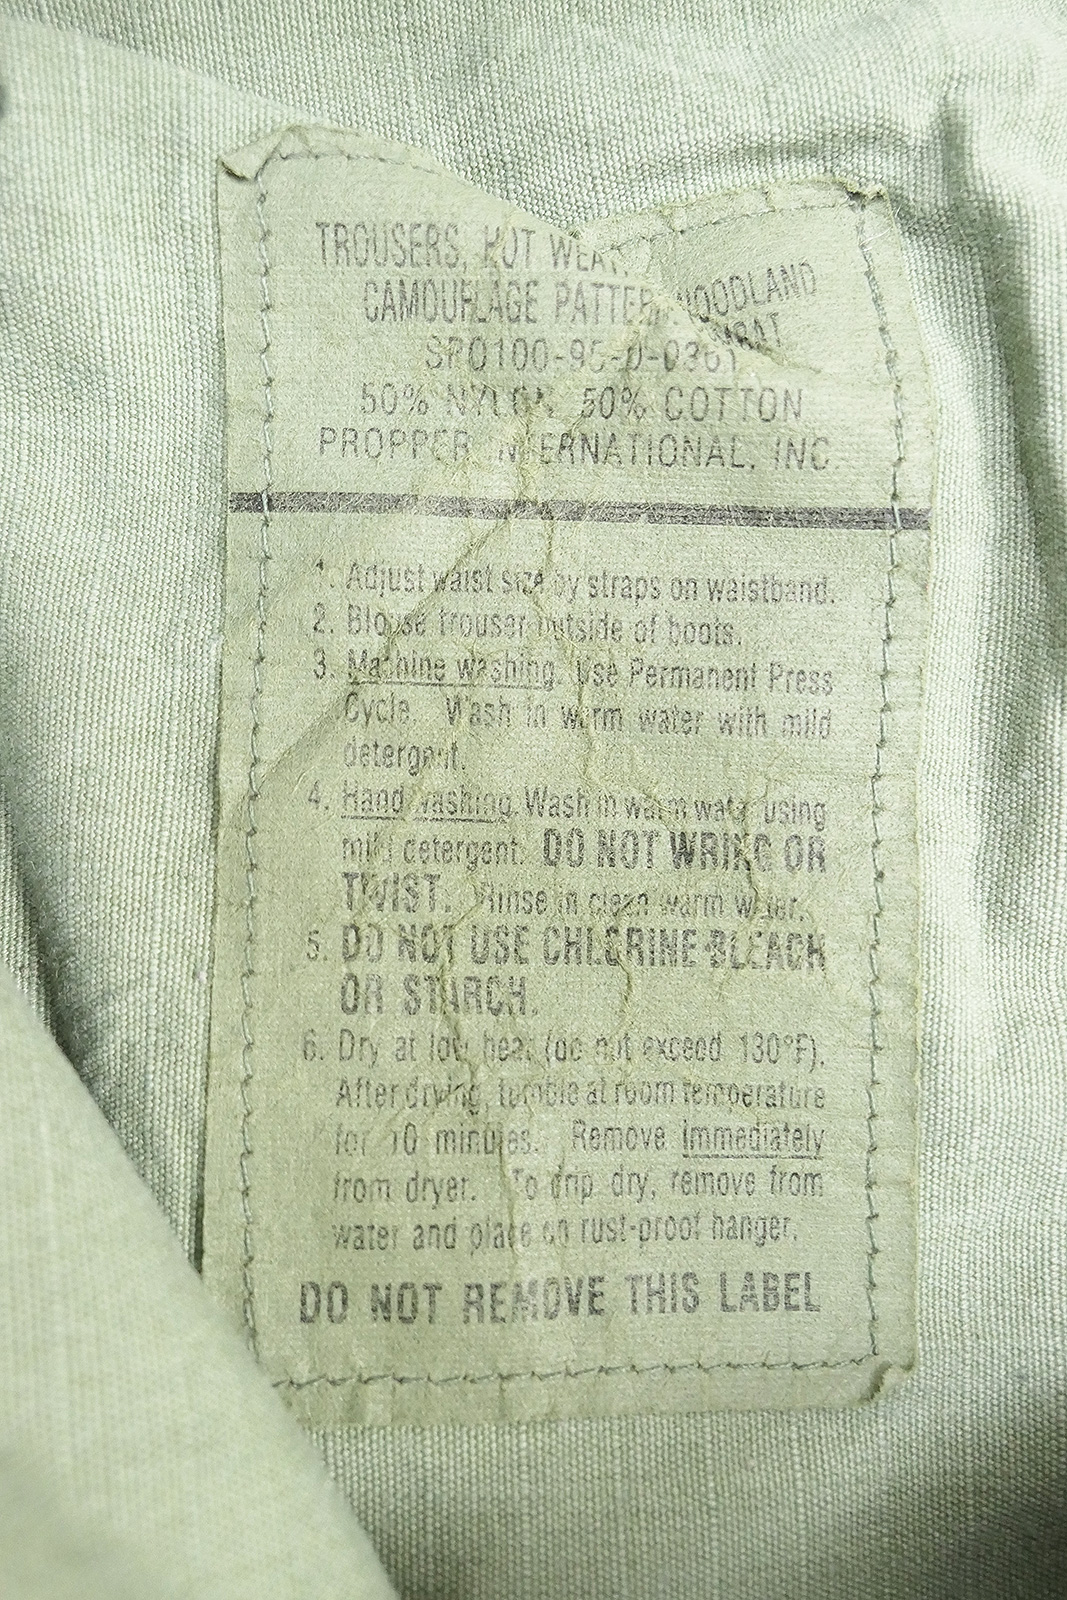 TROUSERS, HOT WEAT.
CAMOUFLAGE PATTERN WOODLAND
50% NYLON 50% COTTON
PROPPER INTERNATIONAL, INC.
1. Adjust waist size by straps on waistband.
2. Blouse trouser outside of boots.
3. Machine washing. Use Permanent Press
Cycle. Wash in warm water with mild
detergent.
4. Hand washing. Wash in warm water using
mild detergent. DO NOT WRING OR
TWIST. Rinse in clean warm water.
5. DO NOT USE CHLORINE BLEACH
OR STARCH.
6. Dry at low heat (do not exceed 130°F).
After drying, tumble at room temperature
for 10 minutes. Remove immediately
from dryer. To drip dry, remove from
water and place on rust-proof hanger.
DO NOT REMOVE THIS LABEL